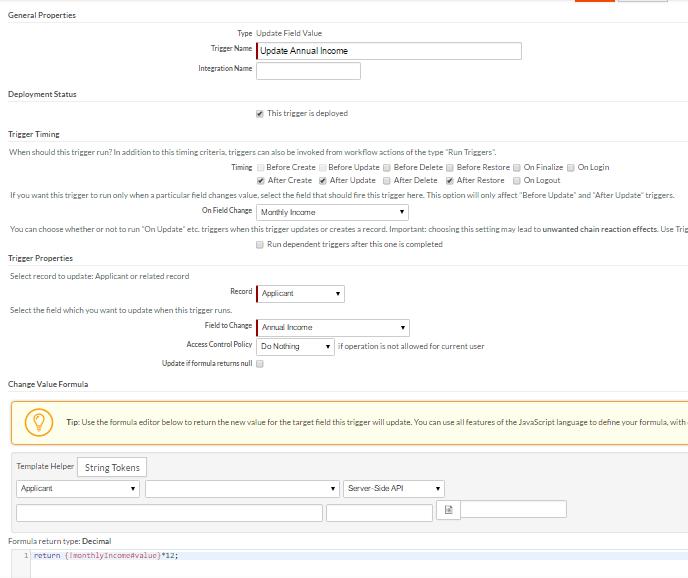 General Properties
Type Update Field Value
Trigger Name Update Annual Income
Integration Name
Deployment Status
This trigger is deployed
Trigger Timing
When should this trigger run? In addition to this timing criteria, triggers can also be invoked from workflow actions of the type "Run Triggers".
Timing Before Create Before Update Before Delete Before Restore On Finalize On Login
After Create After Update After Delete After Restore On Logout
If you want this trigger to run only when a particular field changes value, select the field that should fire this trigger here. This option will only affect "Before Update" and "After Update" triggers.
On Field Change Monthly Income
You can choose whether or not to run "On Update" etc. triggers when this trigger updates or creates a record. Important: choosing this setting may lead to unwanted chain reaction effects. Use Trig
Run dependent triggers after this one is completed
Trigger Properties
Select record to update: Applicant or related record
Record Applicant
Select the field which you want to update when this trigger runs.
Field to Change Annual Income
Access Control Policy Do Nothing if operation is not allowed for current user
Update if formula returns null
Change Value Formula
Tip: Use the formula editor below to return the new value for the target field this trigger will update. You can use all features of the JavaScript language to define your formula, with
Template Helper String Tokens
Applicant Server-Side API
Formula return type: Decimal
1 return {!monthlyIncome#value}*12;